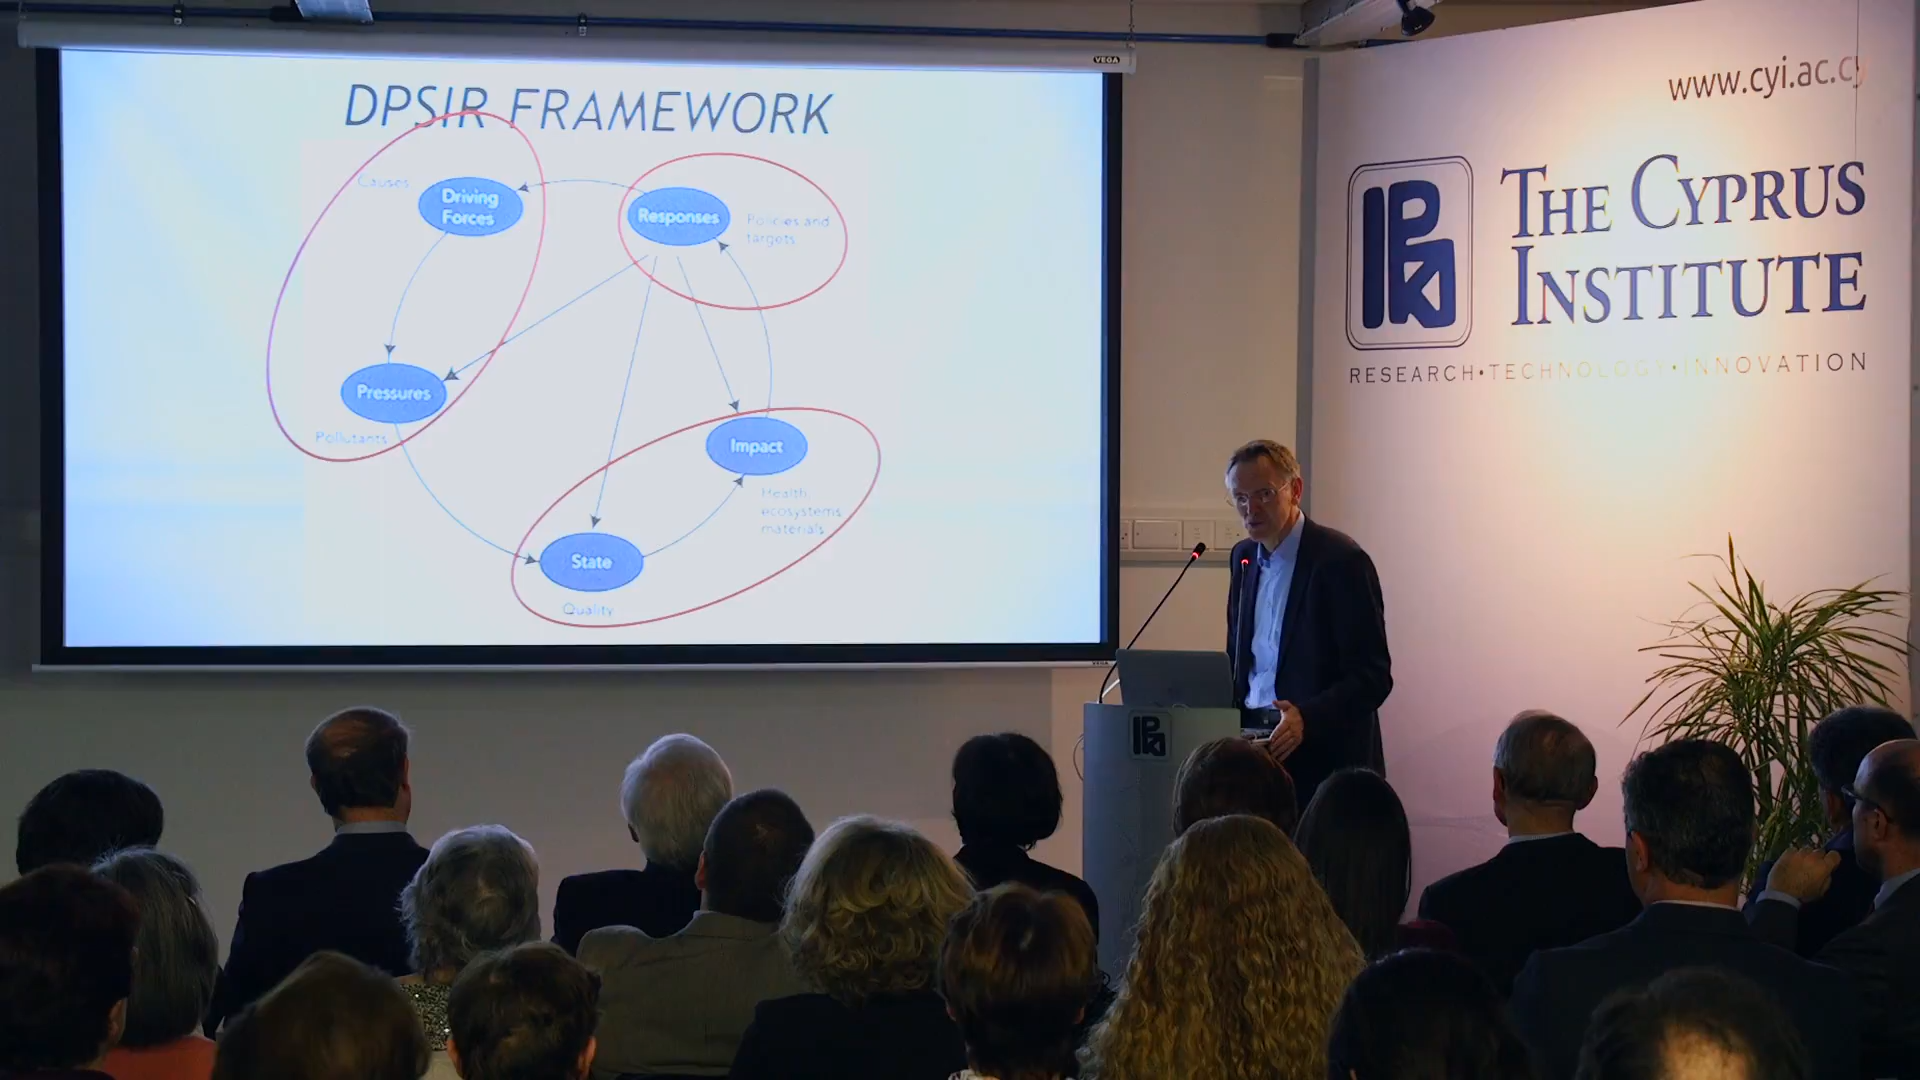 VEGA
DPSIR FRAMEWORK
Causes
Driving
Forces
Responses
Policies and
targets
Pressures
Pollutants
Impact
Health,
ecosystems,
materials
State
Quality
VEGA
www.cyi.ac.cy
THE CYPRUS
INSTITUTE
RESEARCH•TECHNOLOGY•INNOVATION